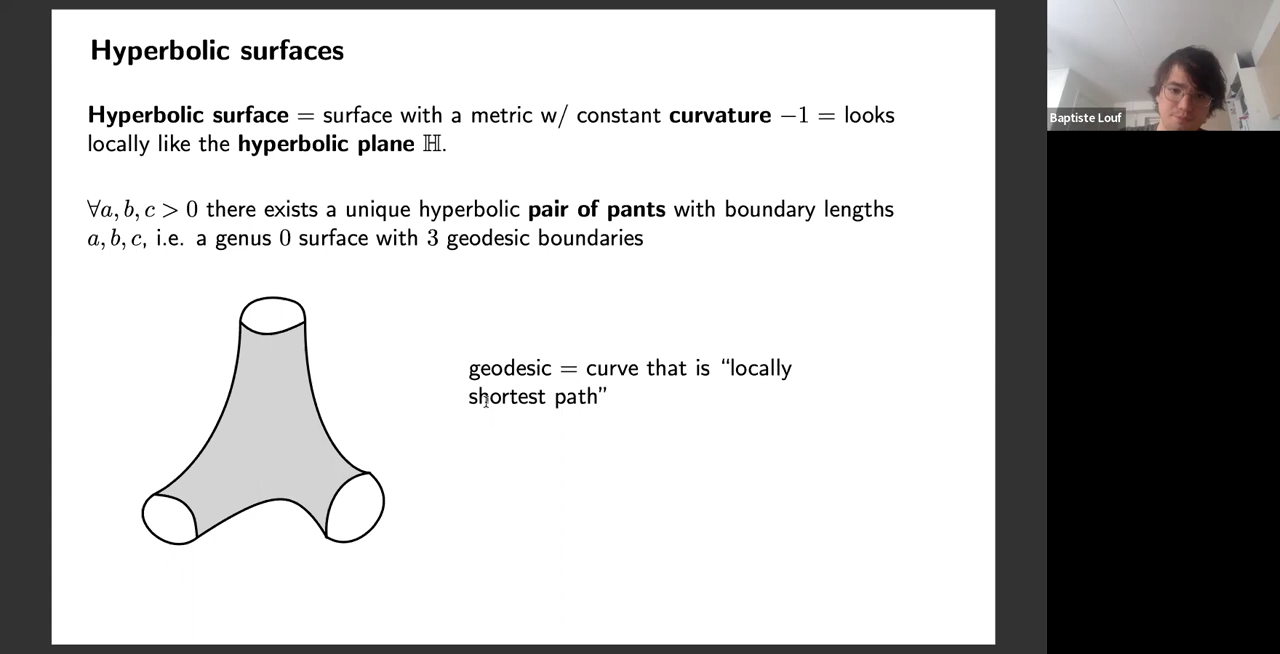 Hyperbolic surfaces
Hyperbolic surface = surface with a metric w/ constant curvature −1 = looks
locally like the hyperbolic plane ℍ.
∀a, b, c > 0 there exists a unique hyperbolic pair of pants with boundary lengths
a, b, c, i.e. a genus 0 surface with 3 geodesic boundaries
geodesic = curve that is “locally
shortest path”
Baptiste Louf